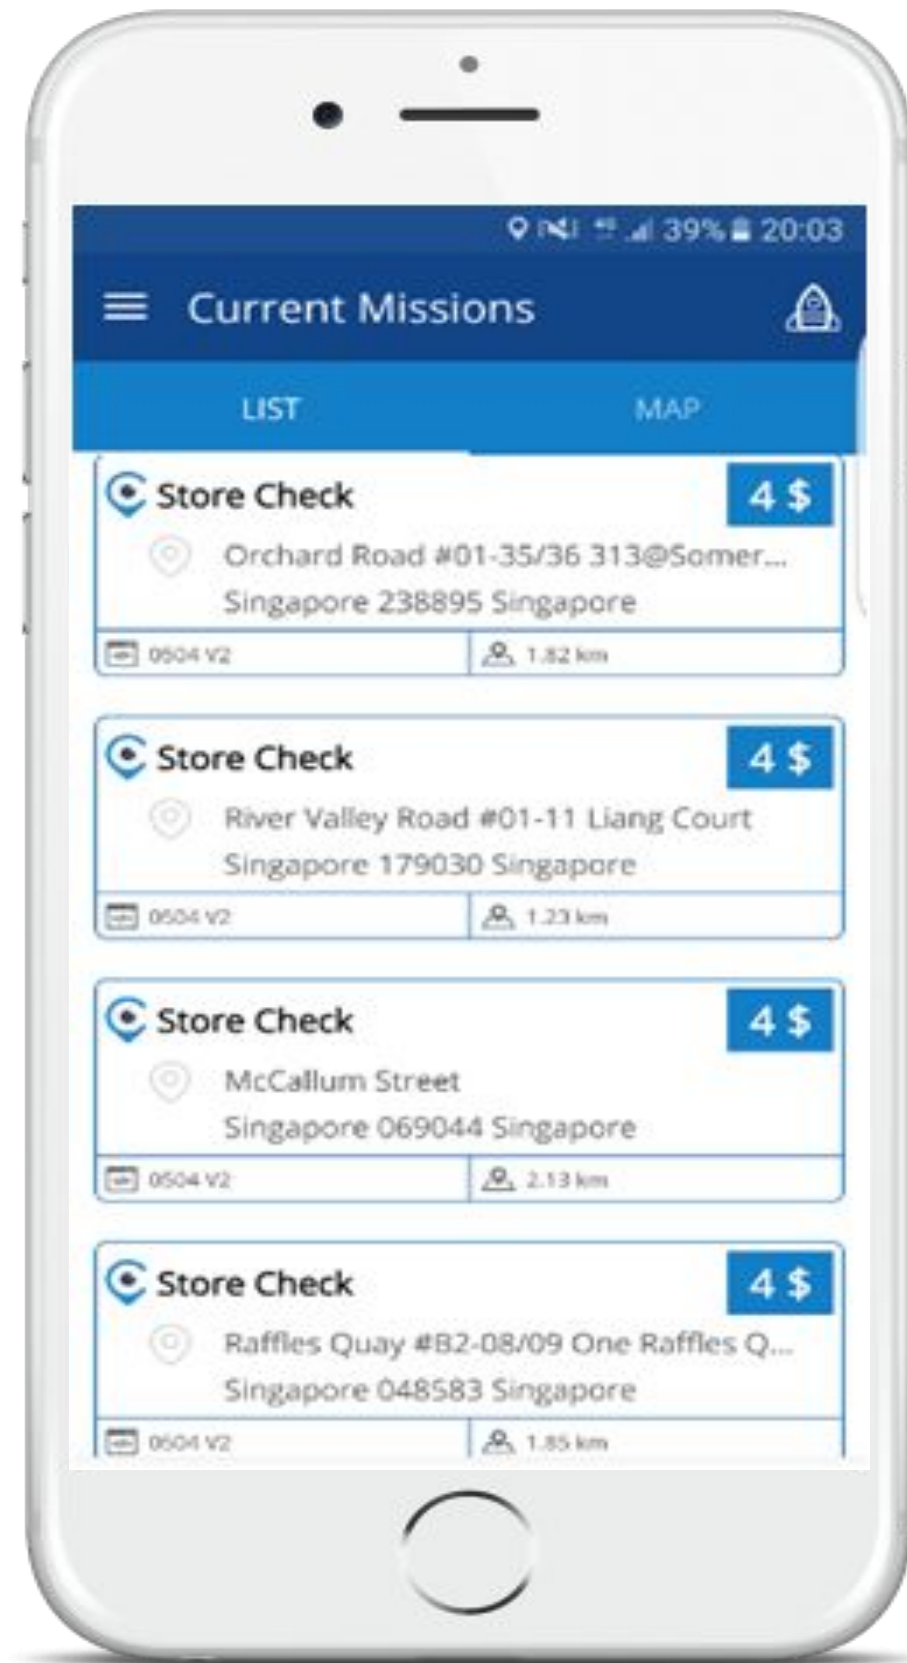 39% 20:03
Current Missions
LIST MAP
Store Check 4 $
Orchard Road #01-35/36 313@Somer...
Singapore 238895 Singapore
0504 V2 1.82 km
Store Check 4 $
River Valley Road #01-11 Liang Court
Singapore 179030 Singapore
0504 V2 1.23 km
Store Check 4 $
McCallum Street
Singapore 069044 Singapore
0504 V2 2.13 km
Store Check 4 $
Raffles Quay #B2-08/09 One Raffles Q...
Singapore 048583 Singapore
0504 V2 1.85 km